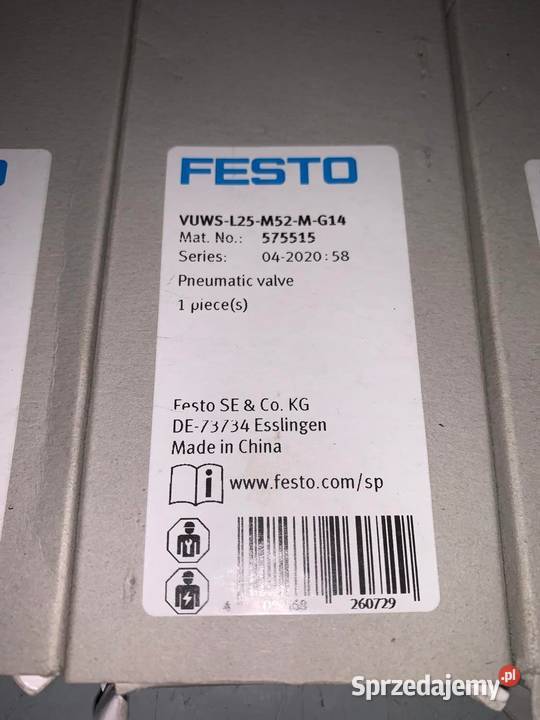 FESTO
VUWS-L25-M52-M-G14
Mat. No.: 575515
Series: 04-2020:58
Pneumatic valve
1 piece(s)
Festo SE & Co. KG
DE-73734 Esslingen
Made in China
www.festo.com/sp
260729
Sprzedajemy.pl